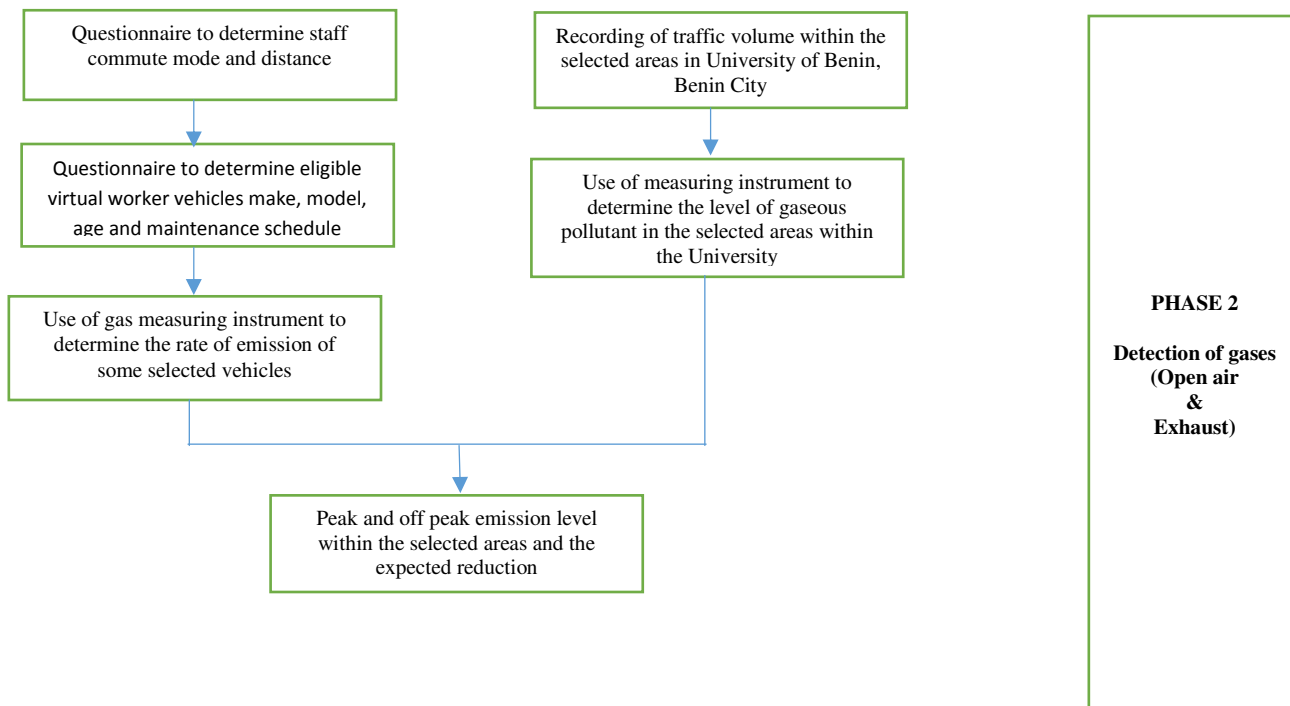 Questionnaire to determine staff
commute mode and distance
Recording of traffic volume within the
selected areas in University of Benin,
Benin City
Questionnaire to determine eligible
virtual worker vehicles make, model,
age and maintenance schedule
Use of measuring instrument to
determine the level of gaseous
pollutant in the selected areas within
the University
Use of gas measuring instrument to
determine the rate of emission of
some selected vehicles
Peak and off peak emission level
within the selected areas and the
expected reduction
PHASE 2
Detection of gases
(Open air
&
Exhaust)